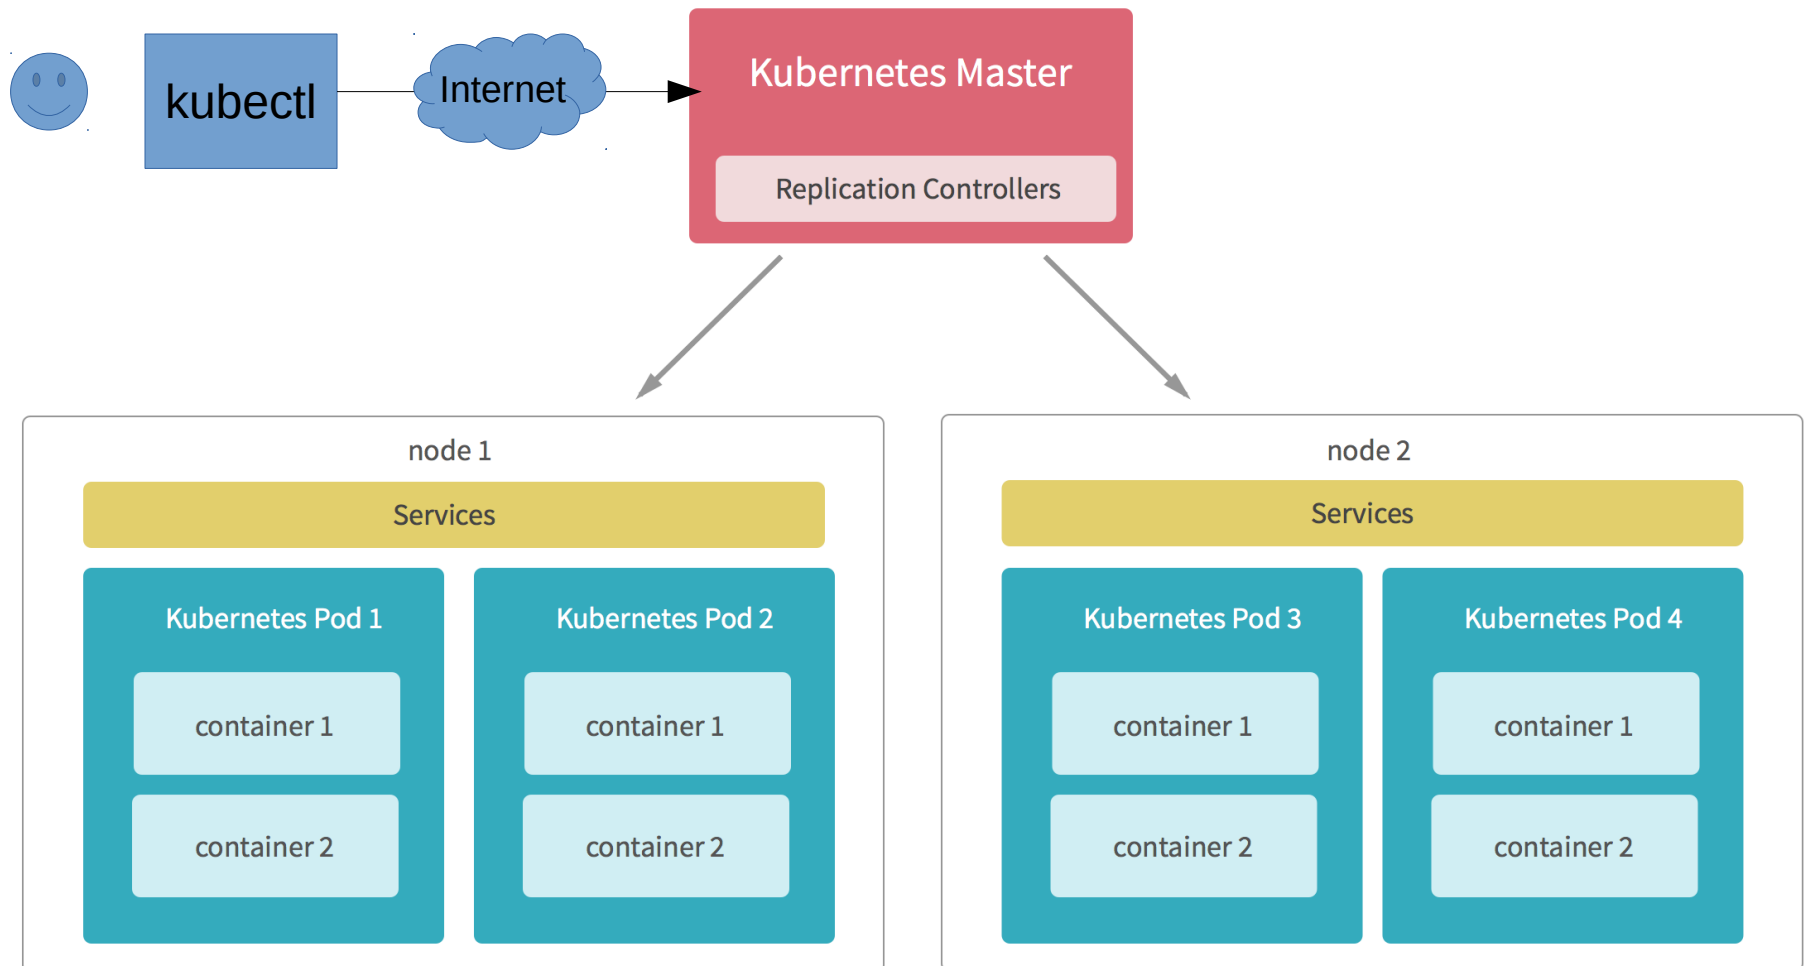 kubectl
Internet
Kubernetes Master
Replication Controllers
node 1
Services
Kubernetes Pod 1
container 1
container 2
Kubernetes Pod 2
container 1
container 2
node 2
Services
Kubernetes Pod 3
container 1
container 2
Kubernetes Pod 4
container 1
container 2